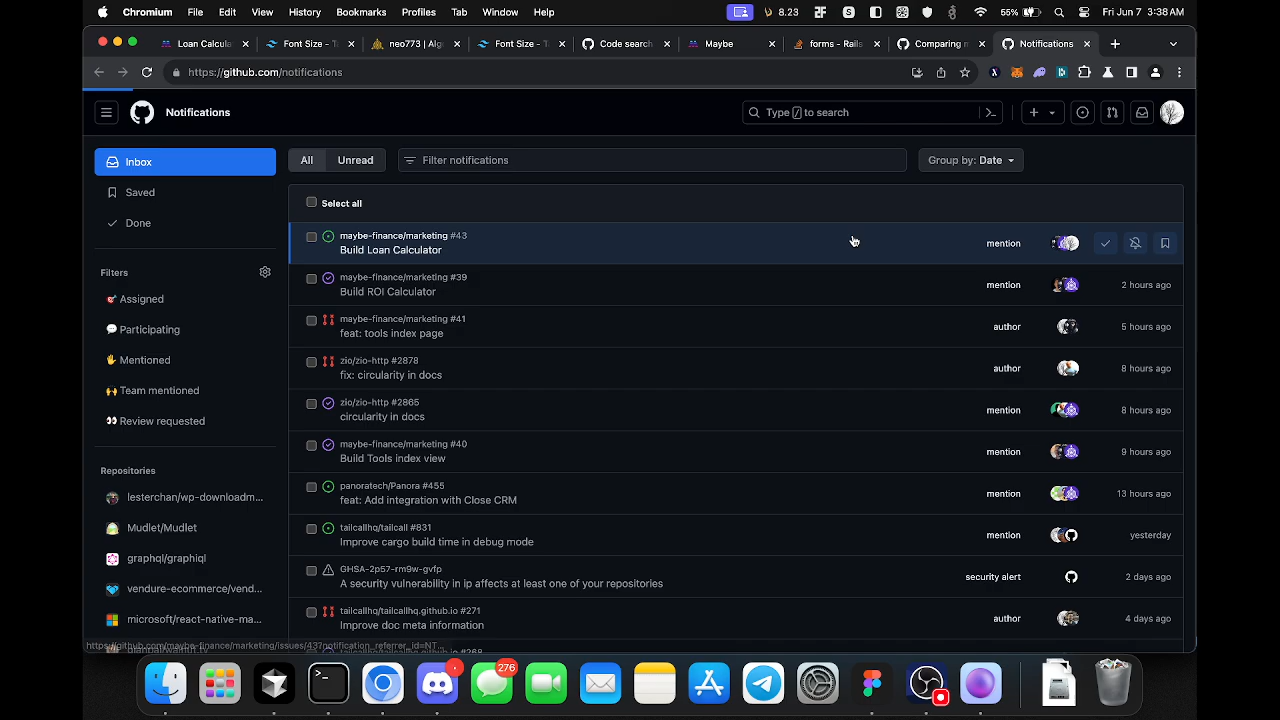 Chromium File Edit View History Bookmarks Profiles Tab Window Help 8.23 55% Fri Jun 7 3:38 AM
Loan Calcula Font Size - T neo773 | Alg Font Size - T Code search Maybe forms - Rails Comparing n Notifications
https://github.com/notifications
Notifications
Type / to search
Inbox
All Unread Filter notifications Group by: Date
Saved
Select all
Done
maybe-finance/marketing #43
Build Loan Calculator
mention
Filters
maybe-finance/marketing #39
Build ROI Calculator
mention 2 hours ago
Assigned
maybe-finance/marketing #41
feat: tools index page
author 5 hours ago
Participating
zio/zio-http #2878
fix: circularity in docs
author 8 hours ago
Mentioned
Team mentioned
zio/zio-http #2865
circularity in docs
mention 8 hours ago
Review requested
maybe-finance/marketing #40
Build Tools index view
mention 9 hours ago
Repositories
panoratech/Panora #455
feat: Add integration with Close CRM
mention 13 hours ago
lesterchan/wp-downloadm...
Mudlet/Mudlet
tailcallhq/tailcall #831
Improve cargo build time in debug mode
mention yesterday
graphql/graphiql
GHSA-2p57-rm9w-gvfp
A security vulnerability in ip affects at least one of your repositories
security alert 2 days ago
vendure-ecommerce/vend...
microsoft/react-native-ma...
tailcallhq/tailcallhq.github.io #271
Improve doc meta information
author 4 days ago
https://github.com/maybe-finance/marketing/issues/43?notification_referrer_id=NT...
276